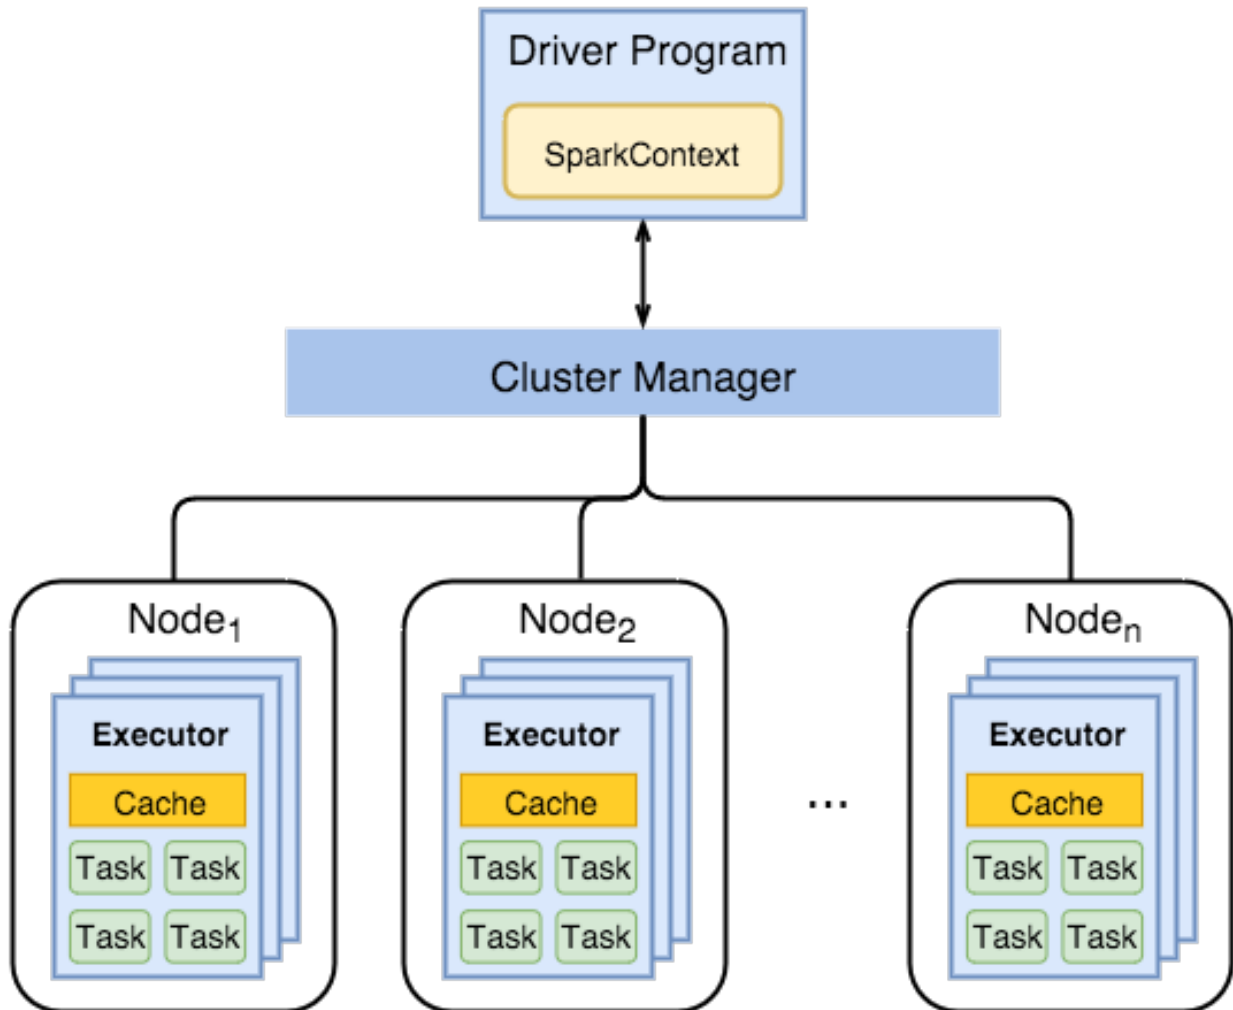 Driver Program
SparkContext
Cluster Manager
Node1
Node2
Noden
Executor
Executor
Executor
Cache
Cache
...
Cache
Task Task
Task Task
Task Task
Task Task
Task Task
Task Task